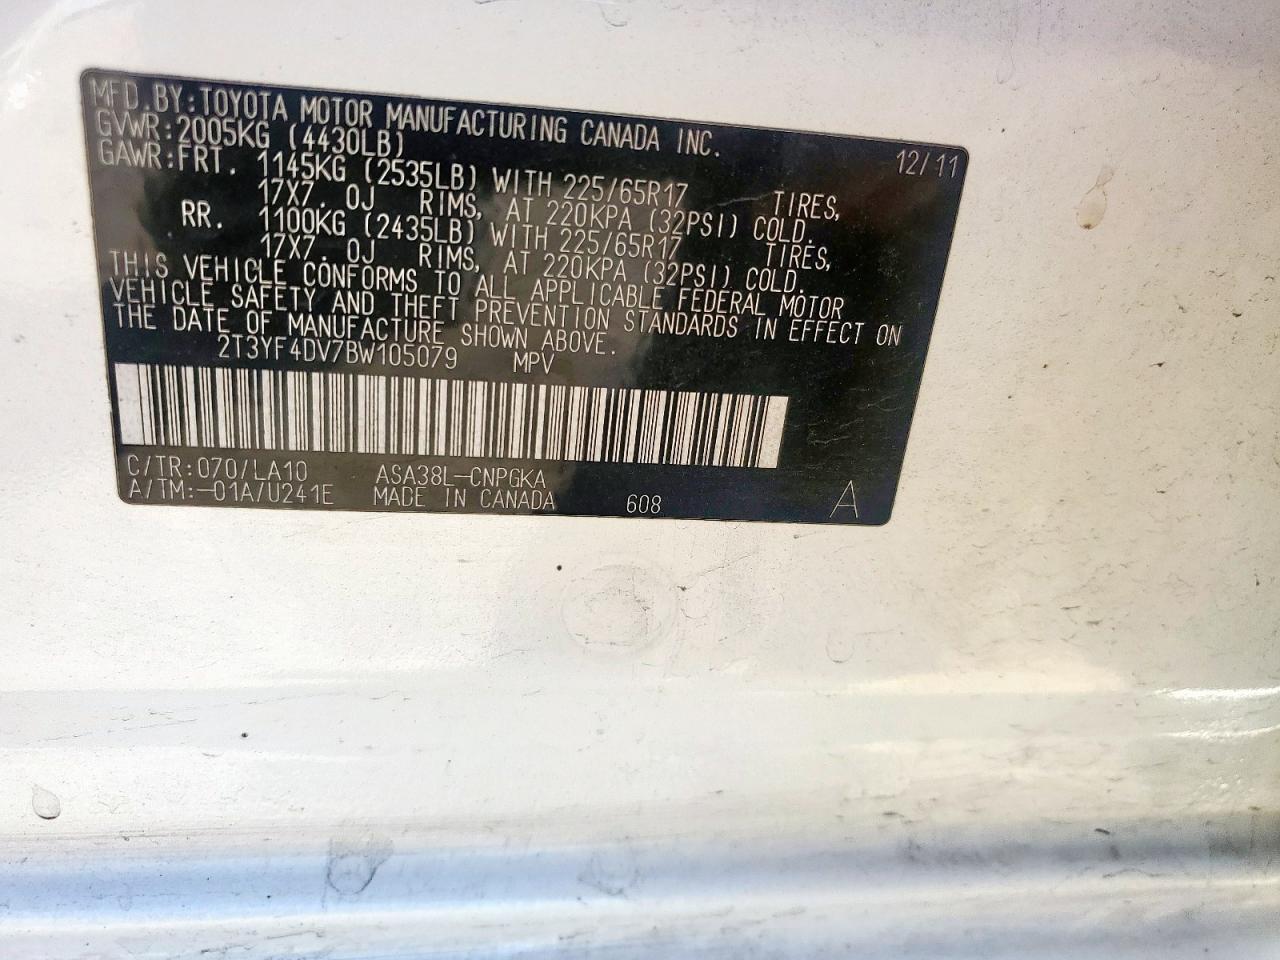 MFD.BY:TOYOTA MOTOR MANUFACTURING CANADA INC.
GVWR:2005KG (4430LB) 12/11
GAWR:FRT. 1145KG (2535LB) WITH 225/65R17 TIRES,
17X7.0J RIMS, AT 220KPA (32PSI) COLD.
RR. 1100KG (2435LB) WITH 225/65R17 TIRES,
17X7.0J RIMS, AT 220KPA (32PSI) COLD.
THIS VEHICLE CONFORMS TO ALL APPLICABLE FEDERAL MOTOR
VEHICLE SAFETY AND THEFT PREVENTION STANDARDS IN EFFECT ON
THE DATE OF MANUFACTURE SHOWN ABOVE.
2T3YF4DV7BW105079 MPV
C/TR:070/LA10 ASA38L-CNPGKA
A/TM:-01A/U241E MADE IN CANADA 608 A